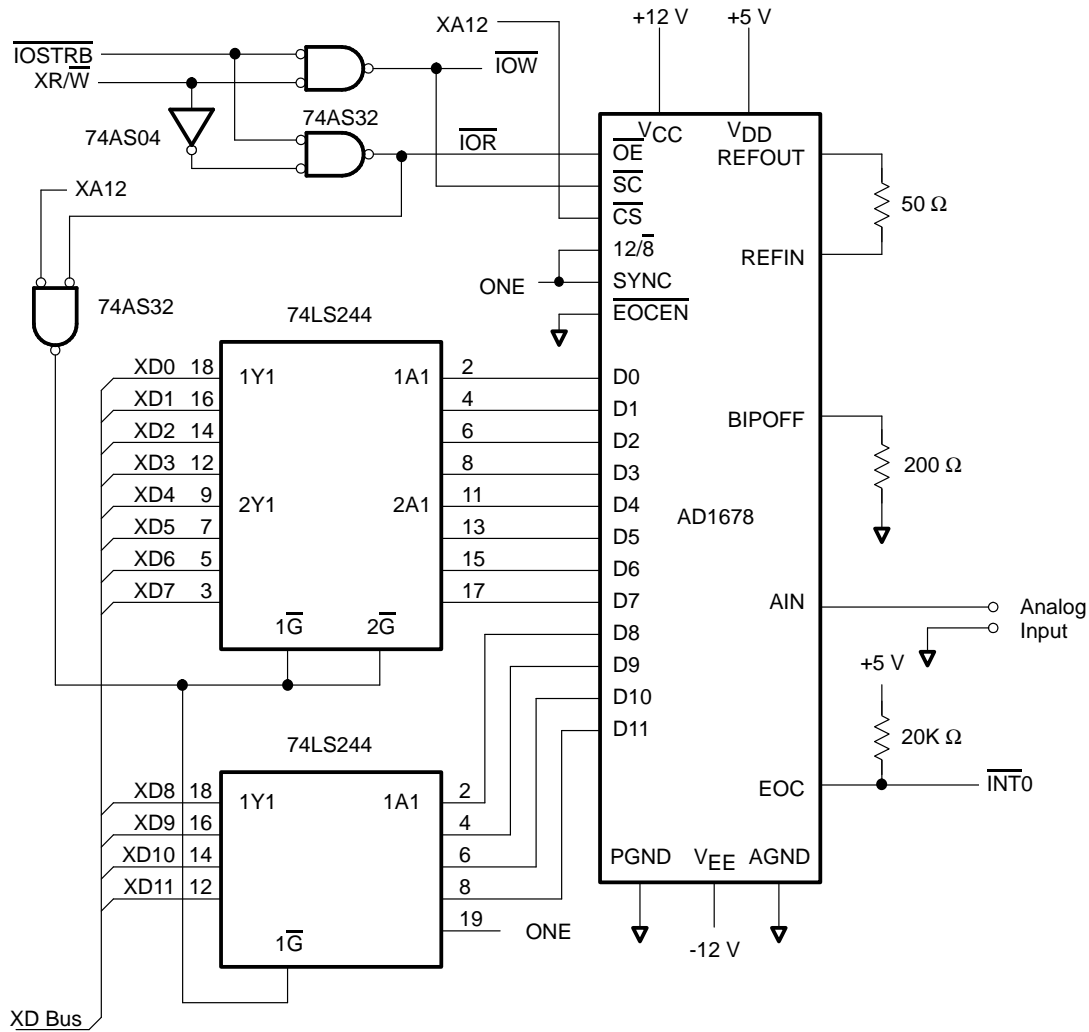 XA12
+12 V
+5 V
IOSTRB
XR/W
IOW
74AS04
74AS32
IOR
XA12
74AS32
VCC
VDD
OE
REFOUT
SC
CS
12/8
REFIN
SYNC
EOCEN
50 Ω
ONE
74LS244
XD0 18 1Y1 1A1 2 D0
XD1 16 4 D1
XD2 14 6 D2
XD3 12 8 D3
XD4 9 2Y1 2A1 11 D4
XD5 7 13 D5
XD6 5 15 D6
XD7 3 17 D7
1G 2G
D8
D9
D10
D11
BIPOFF
200 Ω
AD1678
AIN
Analog
Input
+5 V
20K Ω
EOC
INT0
74LS244
XD8 18 1Y1 1A1 2
XD9 16 4
XD10 14 6
XD11 12 8
19 ONE
1G
PGND
VEE
AGND
-12 V
XD Bus